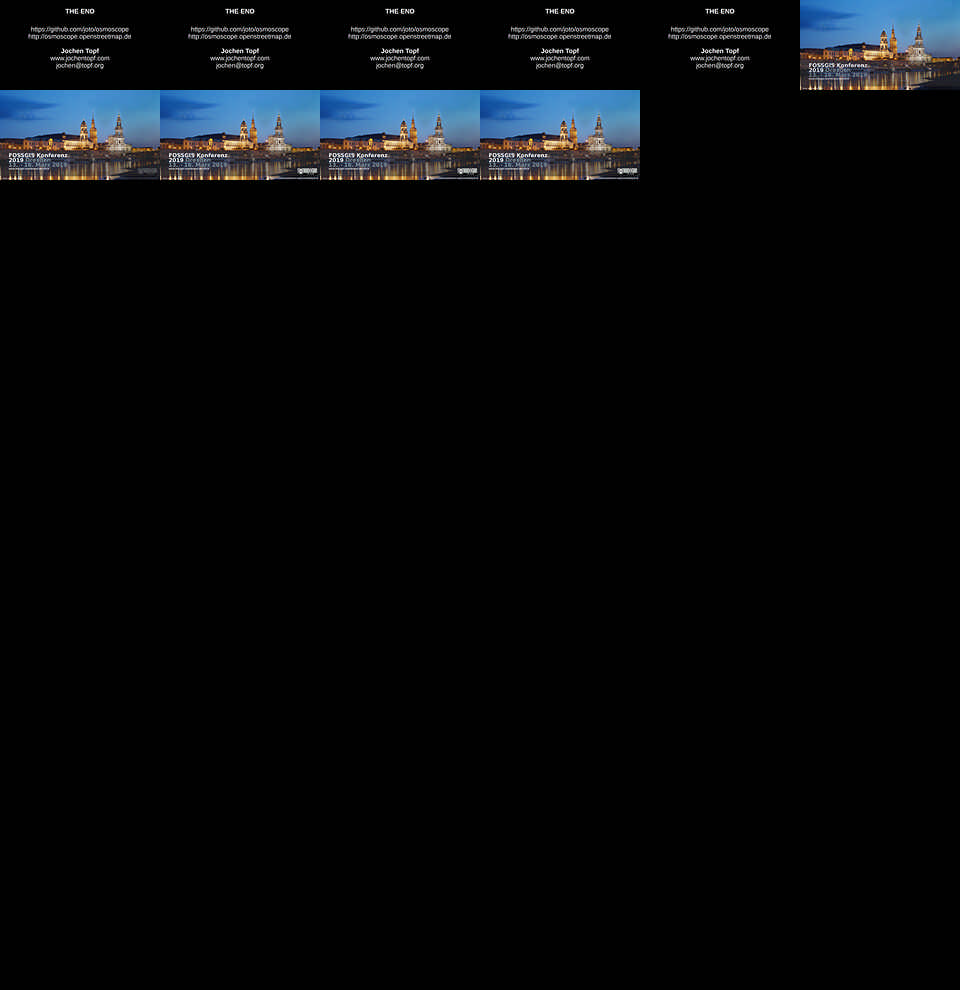 THE END
https://github.com/joto/osmoscope
http://osmoscope.openstreetmap.de
Jochen Topf
www.jochentopf.com
jochen@topf.org
THE END
https://github.com/joto/osmoscope
http://osmoscope.openstreetmap.de
Jochen Topf
www.jochentopf.com
jochen@topf.org
THE END
https://github.com/joto/osmoscope
http://osmoscope.openstreetmap.de
Jochen Topf
www.jochentopf.com
jochen@topf.org
THE END
https://github.com/joto/osmoscope
http://osmoscope.openstreetmap.de
Jochen Topf
www.jochentopf.com
jochen@topf.org
THE END
https://github.com/joto/osmoscope
http://osmoscope.openstreetmap.de
Jochen Topf
www.jochentopf.com
jochen@topf.org
FOSSGIS Konferenz
2019 Dresden
13. - 16. März 2019
FOSSGIS Konferenz
2019 Dresden
13. - 16. März 2019
FOSSGIS Konferenz
2019 Dresden
13. - 16. März 2019
FOSSGIS Konferenz
2019 Dresden
13. - 16. März 2019
FOSSGIS Konferenz
2019 Dresden
13. - 16. März 2019